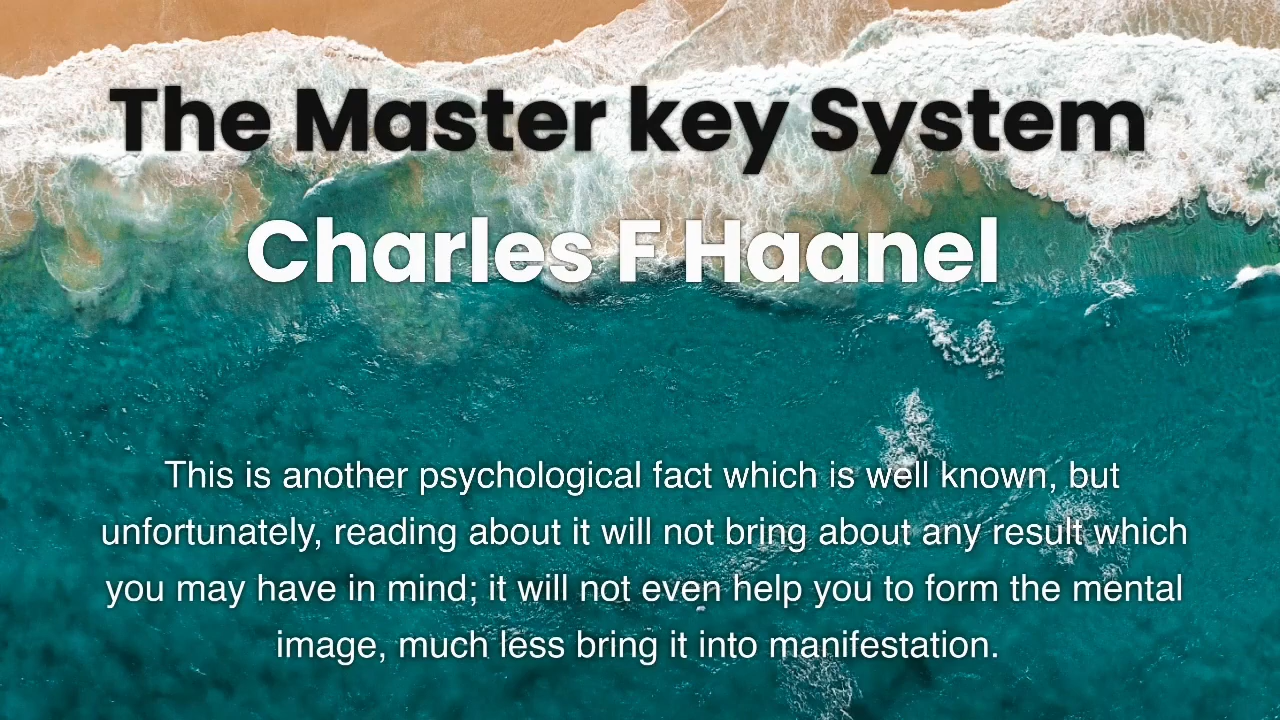 The Master key System
Charles F Haanel
This is another psychological fact which is well known, but
unfortunately, reading about it will not bring about any result which
you may have in mind; it will not even help you to form the mental
image, much less bring it into manifestation.